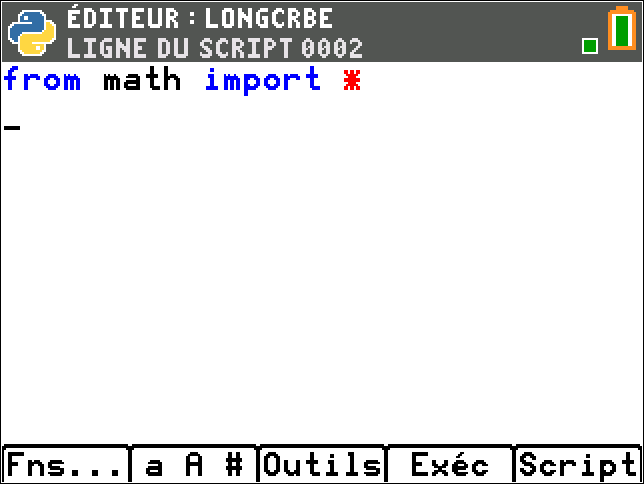 ÉDITEUR : LONGCRBE
LIGNE DU SCRIPT 0002
from math import *
_
Fns... a A # Outils Exéc Script